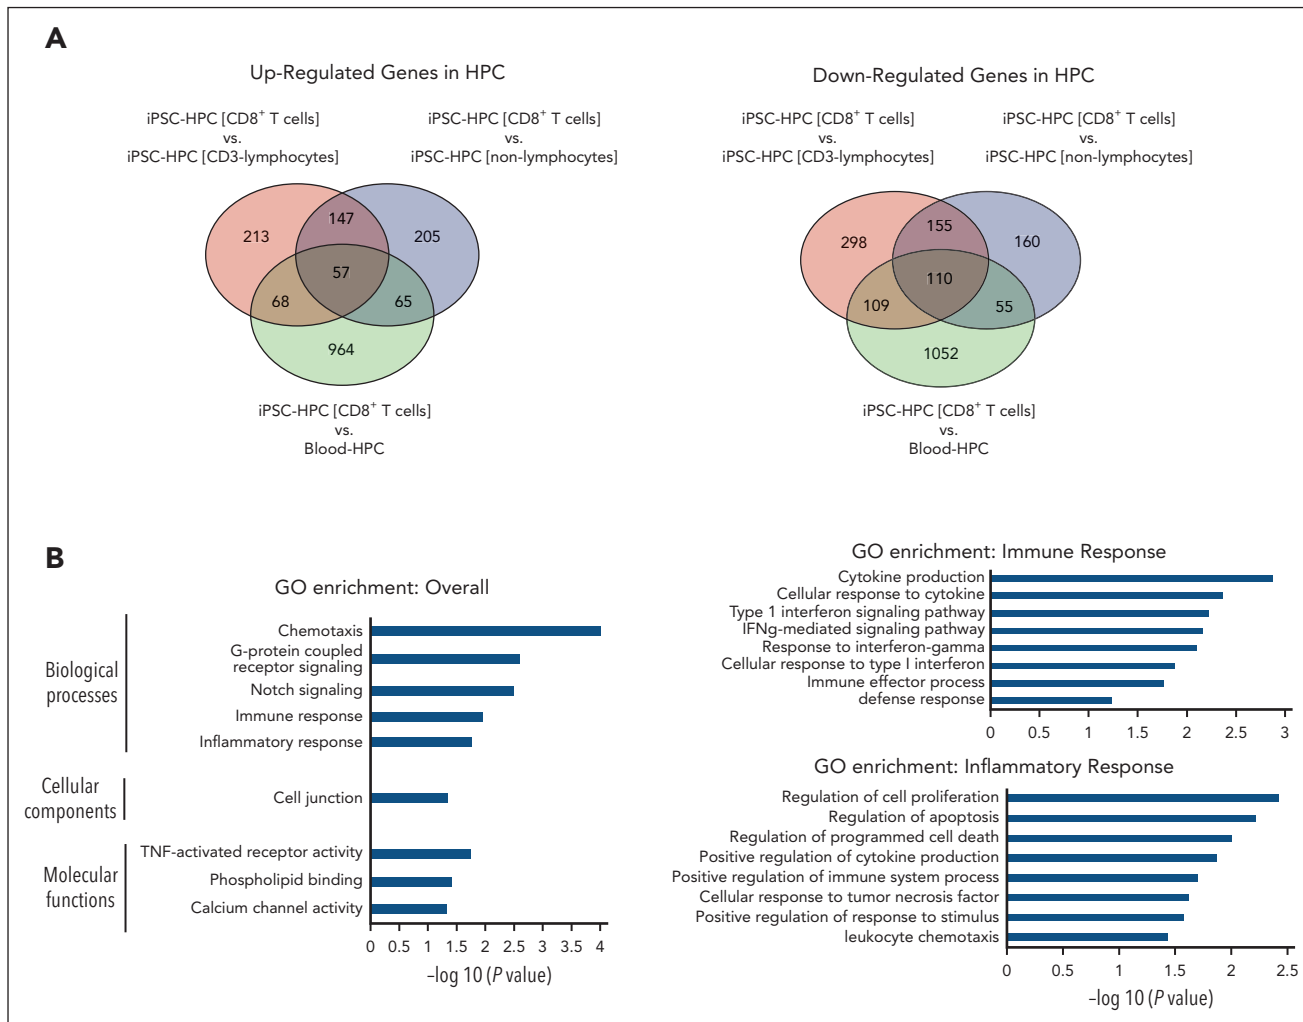 A
Up-Regulated Genes in HPC
iPSC-HPC [CD8+ T cells]
vs.
iPSC-HPC [CD3-lymphocytes]
iPSC-HPC [CD8+ T cells]
vs.
iPSC-HPC [non-lymphocytes]
213
147
205
57
68
65
964
iPSC-HPC [CD8+ T cells]
vs.
Blood-HPC
Down-Regulated Genes in HPC
iPSC-HPC [CD8+ T cells]
vs.
iPSC-HPC [CD3-lymphocytes]
iPSC-HPC [CD8+ T cells]
vs.
iPSC-HPC [non-lymphocytes]
298
155
160
110
109
55
1052
iPSC-HPC [CD8+ T cells]
vs.
Blood-HPC
B
GO enrichment: Overall
Biological
processes
Chemotaxis
G-protein coupled
receptor signaling
Notch signaling
Immune response
Inflammatory response
Cellular
components
Cell junction
Molecular
functions
TNF-activated receptor activity
Phospholipid binding
Calcium channel activity
0 0.5 1 1.5 2 2.5 3 3.5 4
–log 10 (P value)
GO enrichment: Immune Response
Cytokine production
Cellular response to cytokine
Type 1 interferon signaling pathway
IFNg-mediated signaling pathway
Response to interferon-gamma
Cellular response to type I interferon
Immune effector process
defense response
0 0.5 1 1.5 2 2.5 3
GO enrichment: Inflammatory Response
Regulation of cell proliferation
Regulation of apoptosis
Regulation of programmed cell death
Positive regulation of cytokine production
Positive regulation of immune system process
Cellular response to tumor necrosis factor
Positive regulation of response to stimulus
leukocyte chemotaxis
0 0.5 1 1.5 2 2.5
–log 10 (P value)